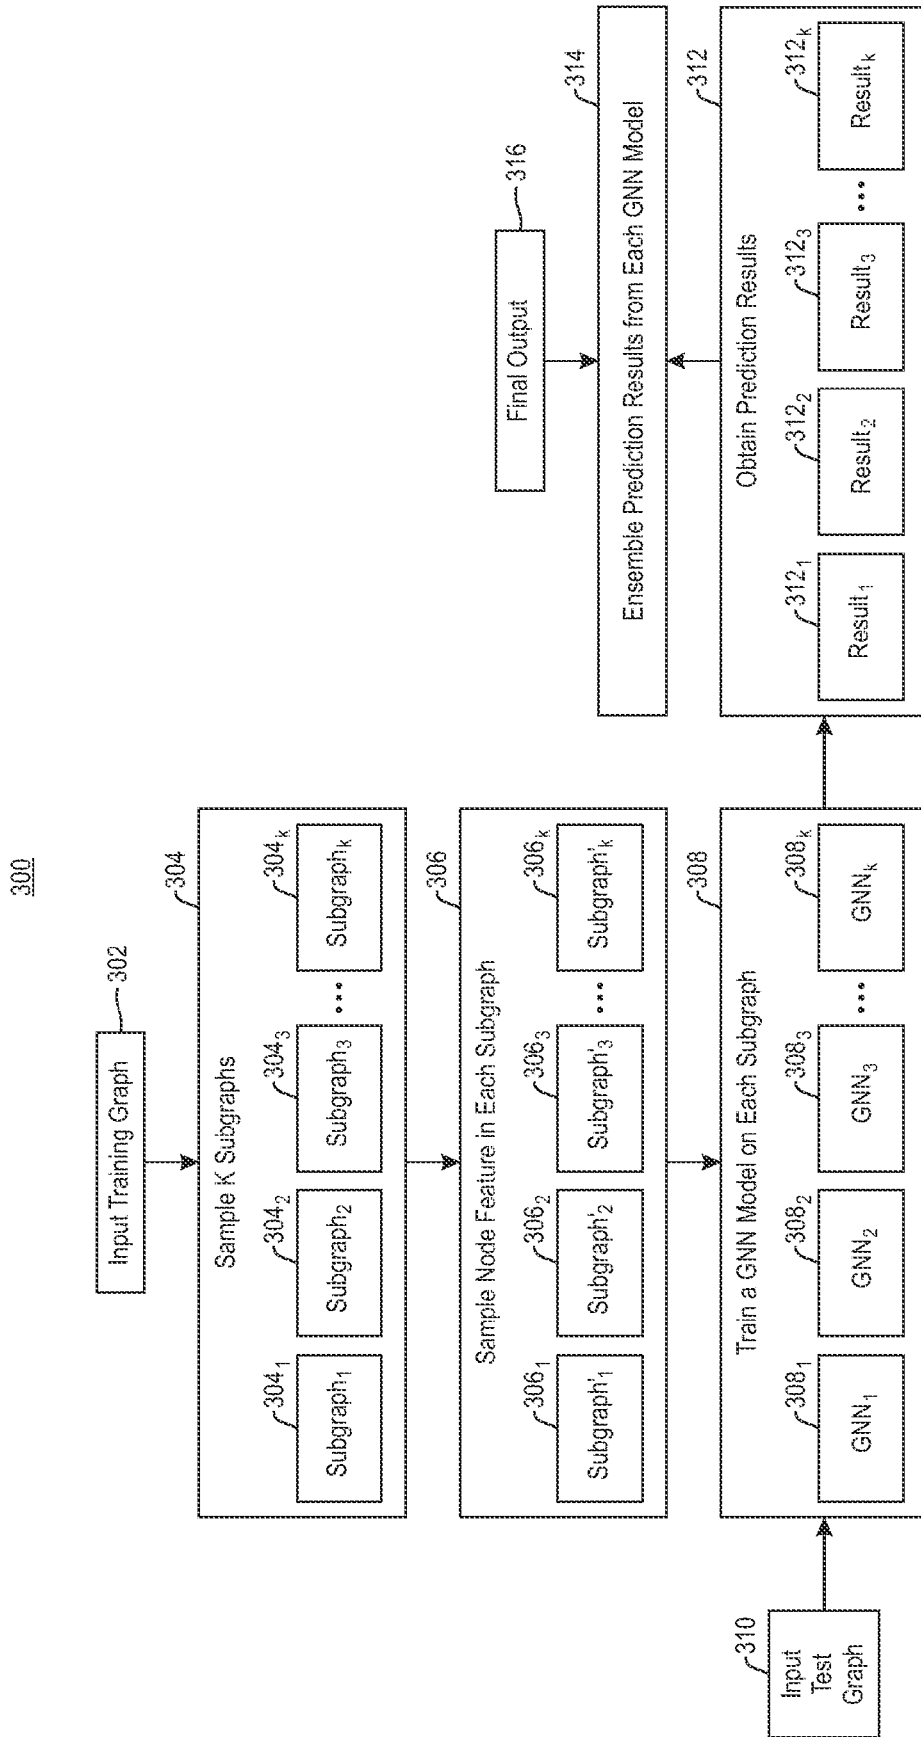 300
Input Training Graph
302
304
Sample K Subgraphs
304₁
304₂
304₃
304ₖ
Subgraph₁
Subgraph₂
Subgraph₃
•••
Subgraphₖ
306
Sample Node Feature in Each Subgraph
306₁
306₂
306₃
306ₖ
Subgraph'₁
Subgraph'₂
Subgraph'₃
•••
Subgraph'ₖ
310
Input
Test
Graph
308
Train a GNN Model on Each Subgraph
308₁
308₂
308₃
308ₖ
GNN₁
GNN₂
GNN₃
•••
GNNₖ
316
Final Output
314
Ensemble Prediction Results from Each GNN Model
312
Obtain Prediction Results
312₁
312₂
312₃
312ₖ
Result₁
Result₂
Result₃
•••
Resultₖ